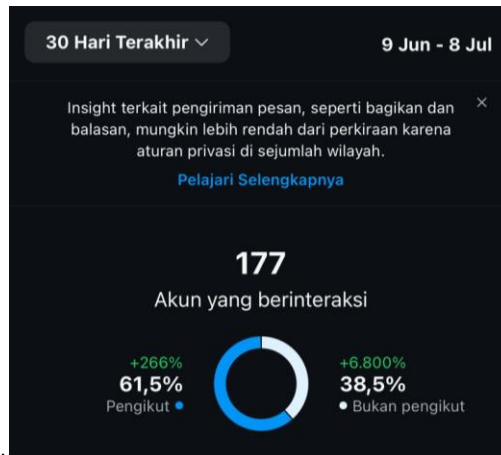 30 Hari Terakhir
9 Jun - 8 Jul
Insight terkait pengiriman pesan, seperti bagikan dan
balasan, mungkin lebih rendah dari perkiraan karena
aturan privasi di sejumlah wilayah.
Pelajari Selengkapnya
177
Akun yang berinteraksi
+266%
61,5%
Pengikut
+6.800%
38,5%
Bukan pengikut